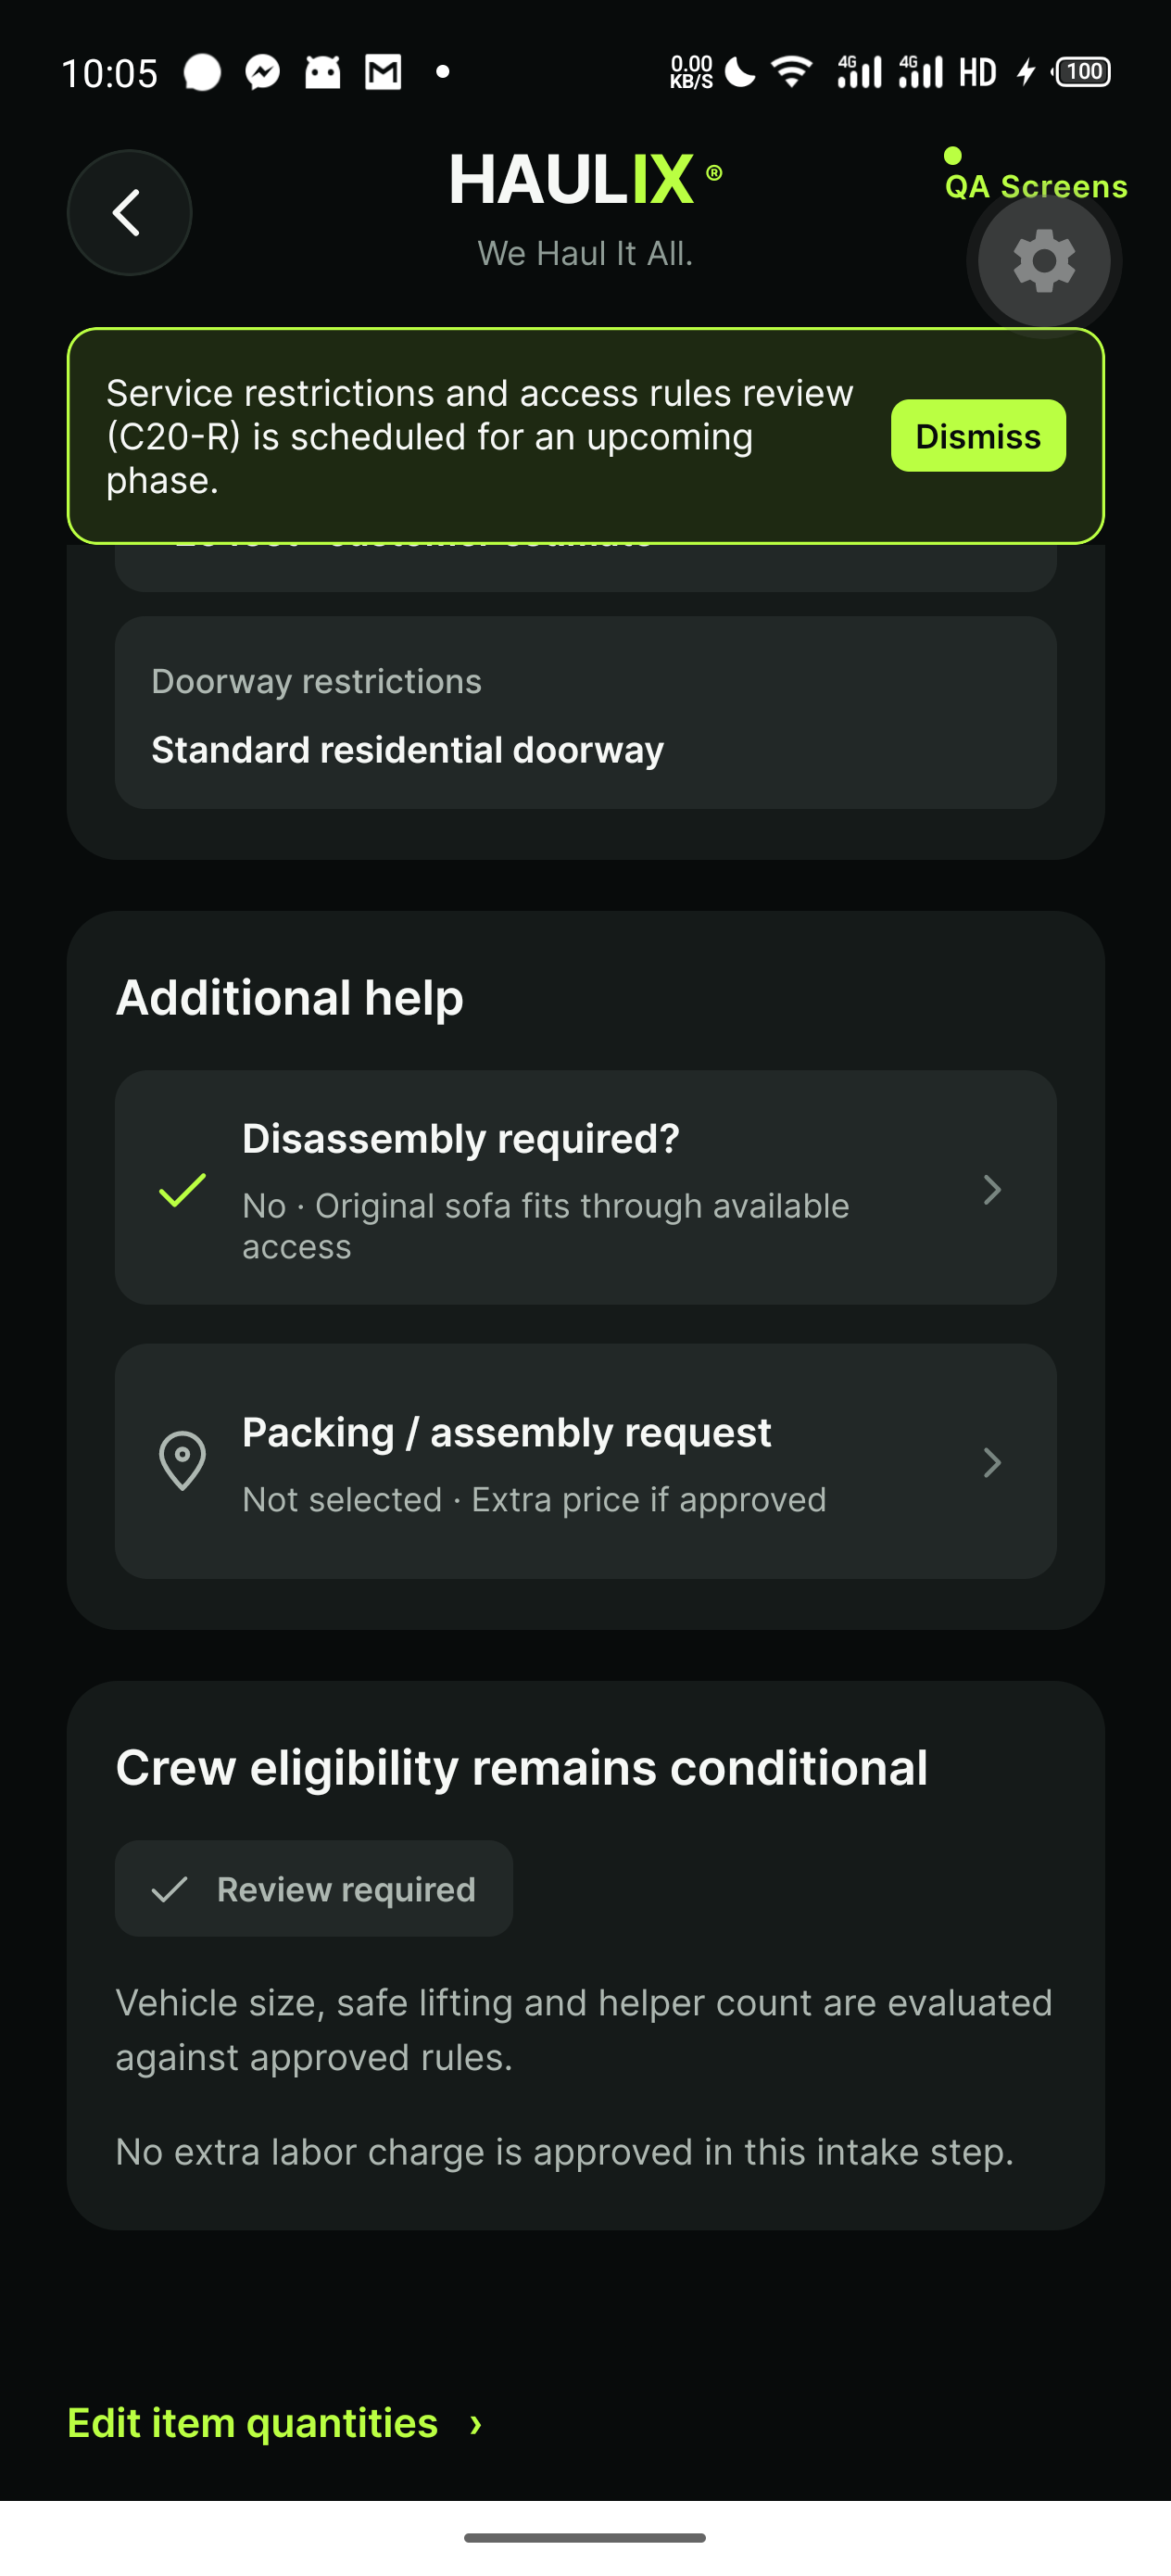 10:05
0.00
KB/S
4G
4G
HD
100
HAULIX®
QA Screens
We Haul It All.
Service restrictions and access rules review
(C20-R) is scheduled for an upcoming
phase.
Dismiss
Doorway restrictions
Standard residential doorway
Additional help
Disassembly required?
No · Original sofa fits through available
access
Packing / assembly request
Not selected · Extra price if approved
Crew eligibility remains conditional
Review required
Vehicle size, safe lifting and helper count are evaluated
against approved rules.
No extra labor charge is approved in this intake step.
Edit item quantities ›